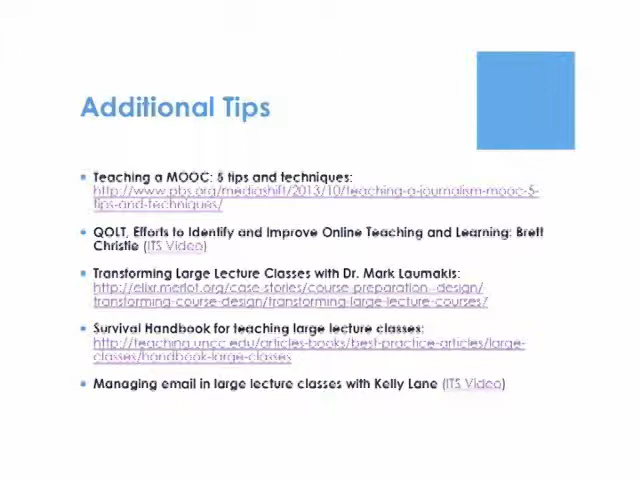 Additional Tips
Teaching a MOOC: 5 tips and techniques:
http://www.pbs.org/mediashift/2013/10/teaching-a-journalism-mooc-5-
tips-and-techniques/
QOLT, Efforts to Identify and Improve Online Teaching and Learning: Brett
Christie (ITS Video)
Transforming Large Lecture Classes with Dr. Mark Laumakis:
http://elixr.merlot.org/case-stories/course-preparation--design/
transforming-course-design/transforming-large-lecture-courses/
Survival Handbook for teaching large lecture classes:
http://teaching.uncc.edu/articles-books/best-practice-articles/large-
classes/handbook-large-classes
Managing email in large lecture classes with Kelly Lane (ITS Video)